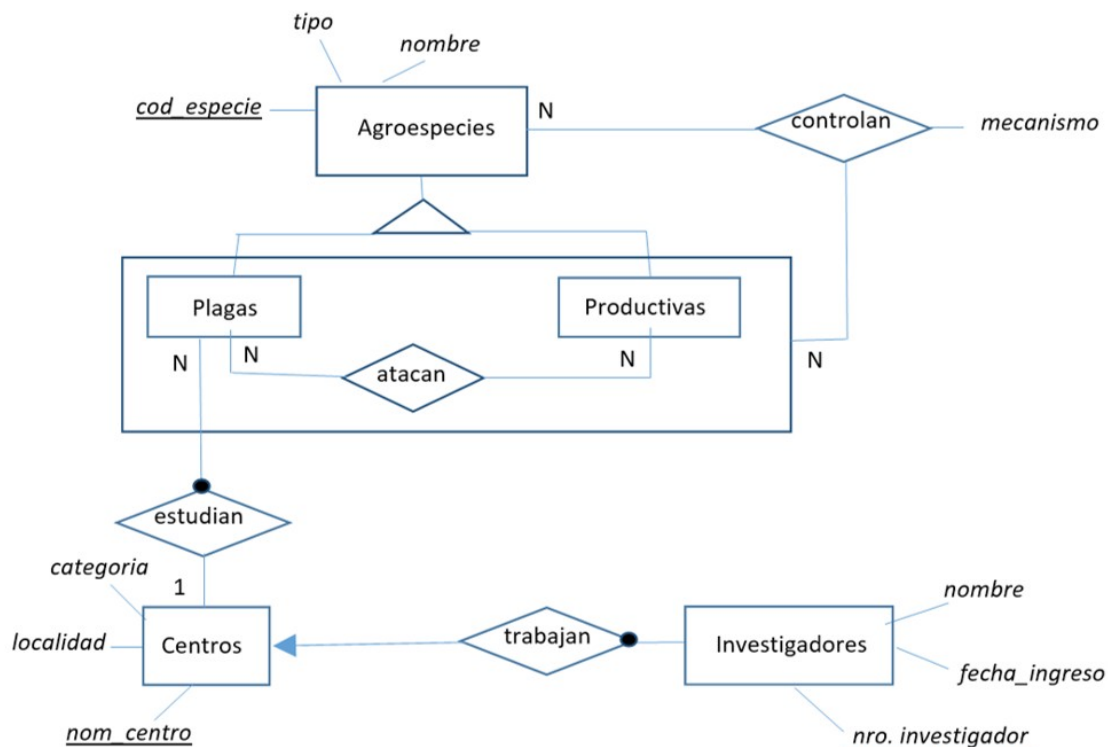 tipo
nombre
cod_especie
Agroespecies
N
controlan
mecanismo
Plagas
Productivas
N
N
atacan
N
N
estudian
categoria
1
nombre
localidad
Centros
trabajan
Investigadores
fecha_ingreso
nom_centro
nro. investigador